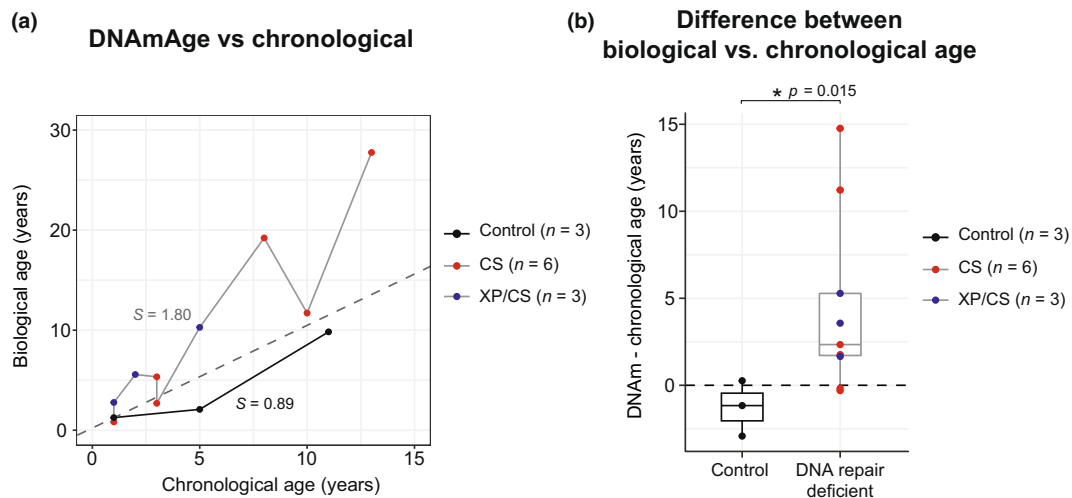 (a)
DNAmAge vs chronological
30
20
10
0
0
5
10
15
Biological age (years)
Chronological age (years)
S = 1.80
S = 0.89
Control (n = 3)
CS (n = 6)
XP/CS (n = 3)
(b)
Difference between
biological vs. chronological age
* p = 0.015
15
10
5
0
DNAm - chronological age (years)
Control
DNA repair
deficient
Control (n = 3)
CS (n = 6)
XP/CS (n = 3)